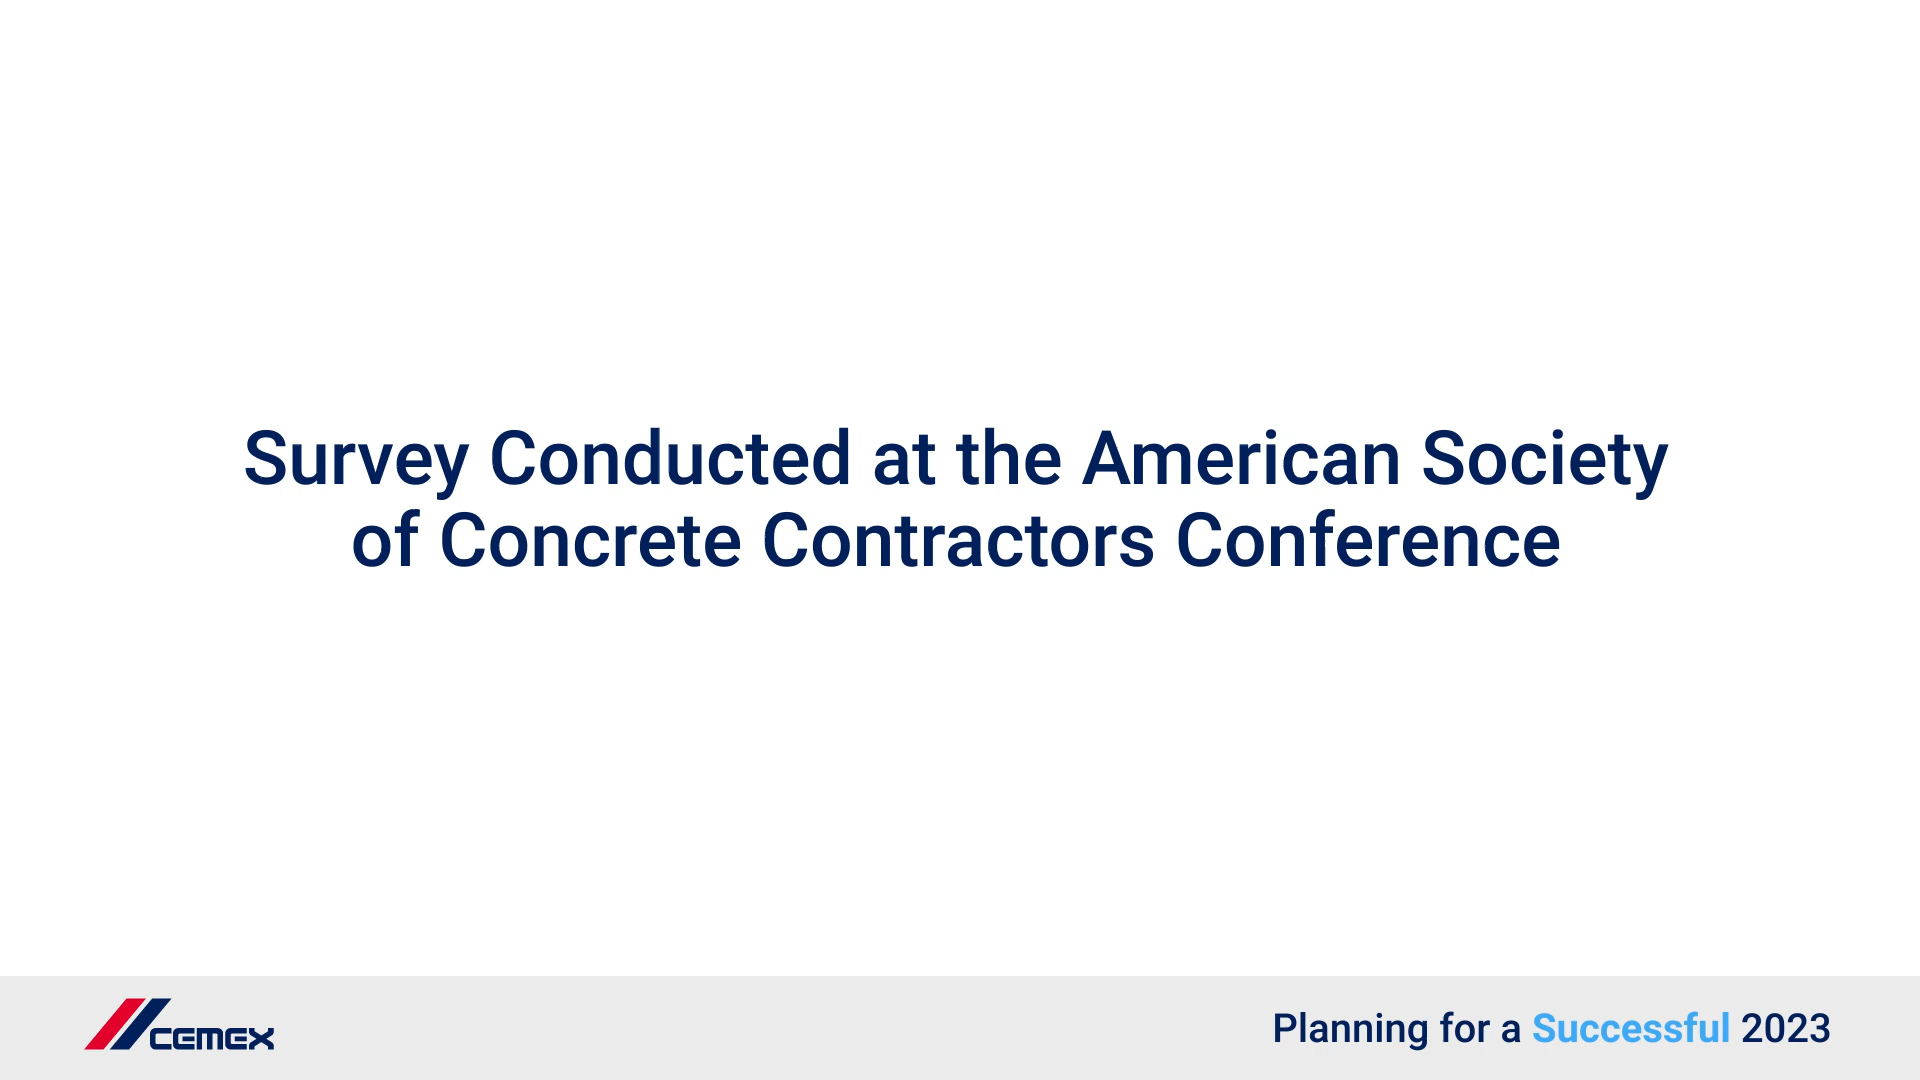 Survey Conducted at the American Society
of Concrete Contractors Conference
CEMEX
Planning for a Successful 2023